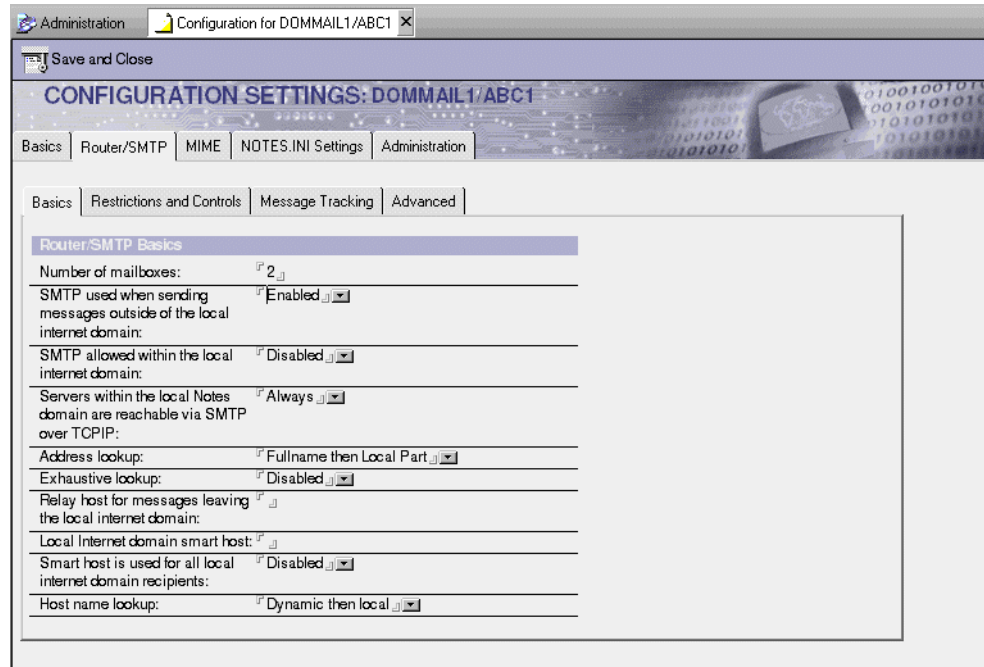 Administration
Configuration for DOMMAIL1/ABC1
Save and Close
CONFIGURATION SETTINGS: DOMMAIL1/ABC1
Basics Router/SMTP MIME NOTES.INI Settings Administration
Basics Restrictions and Controls Message Tracking Advanced
Router/SMTP Basics
Number of mailboxes: 2
SMTP used when sending Enabled
messages outside of the local
internet domain:
SMTP allowed within the local Disabled
internet domain:
Servers within the local Notes Always
domain are reachable via SMTP
over TCPIP:
Address lookup: Fullname then Local Part
Exhaustive lookup: Disabled
Relay host for messages leaving
the local internet domain:
Local Internet domain smart host:
Smart host is used for all local Disabled
internet domain recipients:
Host name lookup: Dynamic then local